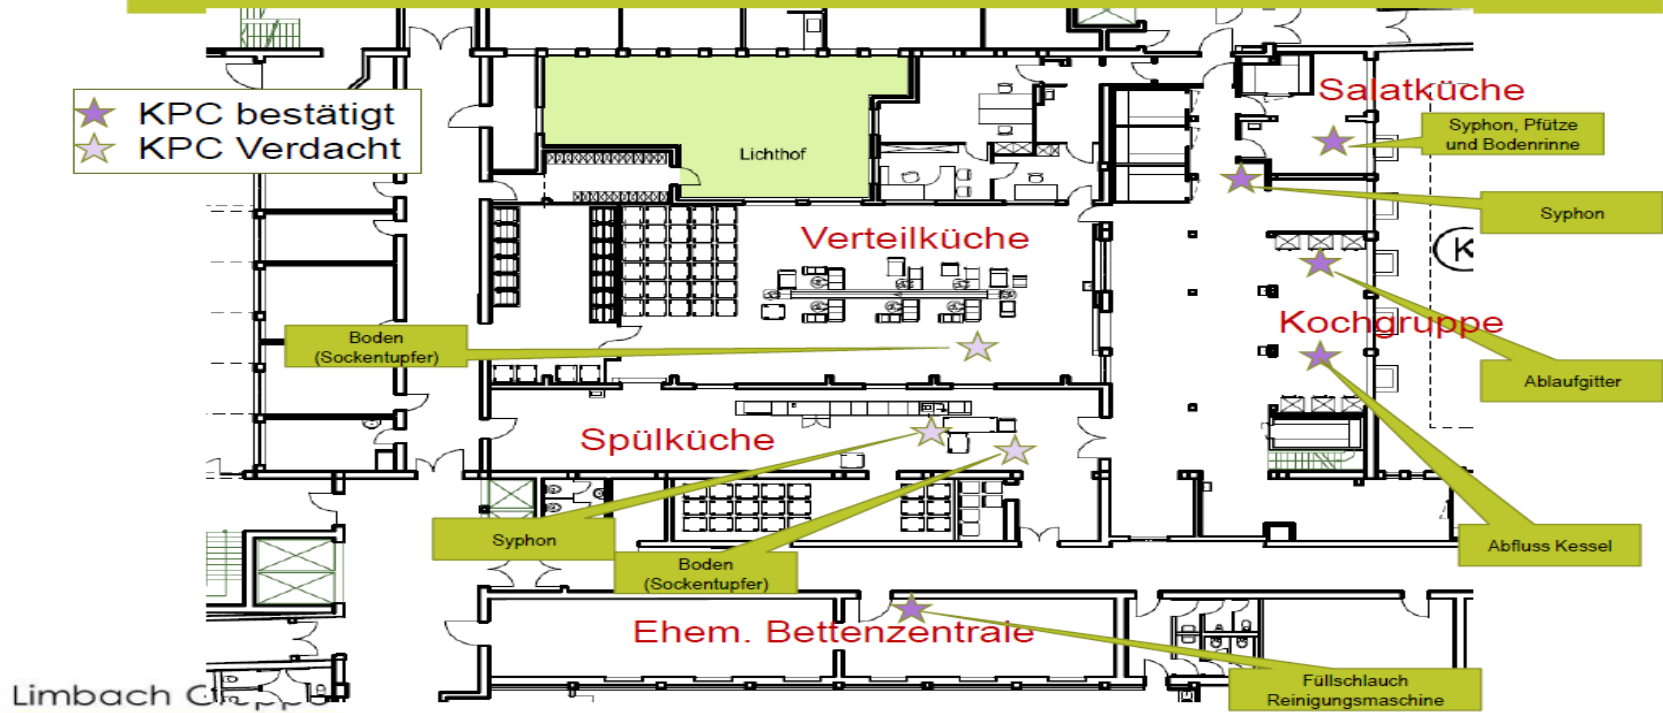 KPC bestätigt
KPC Verdacht
Salatküche
Syphon, Pfütze
und Bodenrinne
Lichthof
Syphon
Verteilküche
K
Kochgruppe
Boden
(Sockentupfer)
Ablaufgitter
Spülküche
Syphon
Abfluss Kessel
Boden
(Sockentupfer)
Ehem. Bettenzentrale
Füllschlauch
Reinigungsmaschine
Limbach